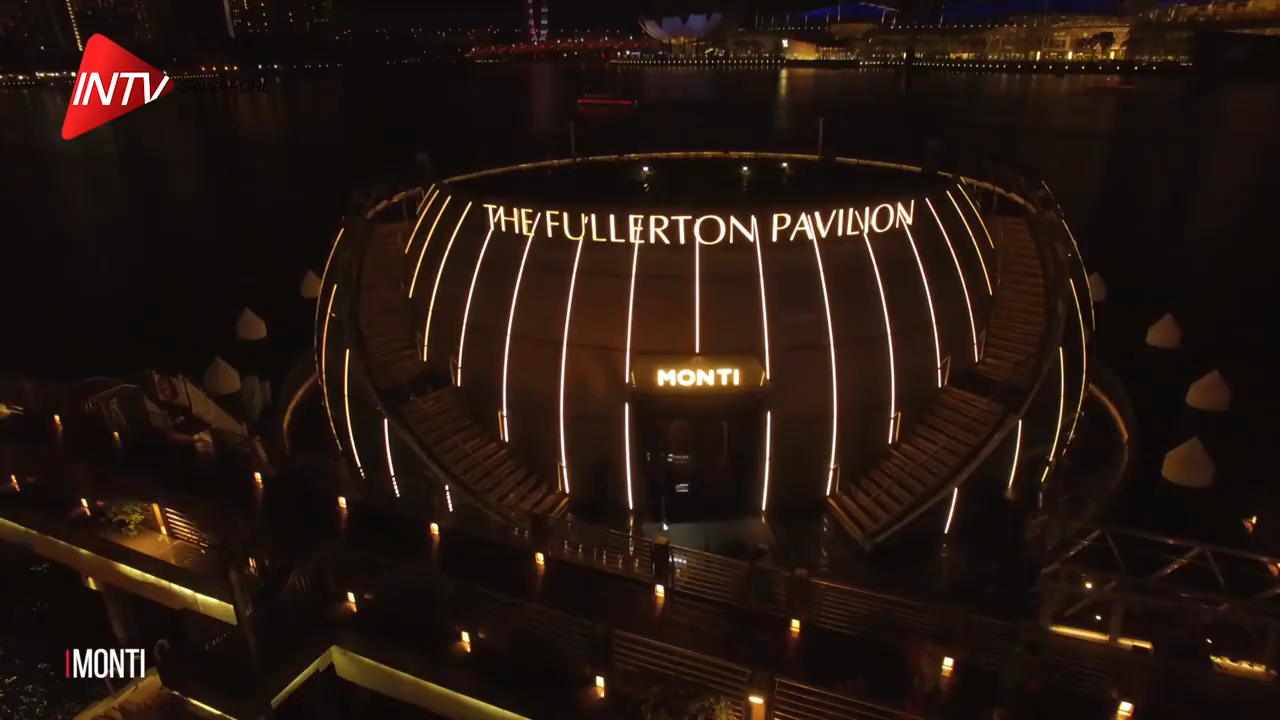 INTV
SINGAPORE
THE FULLERTON PAVILION
MONTI
MONTI